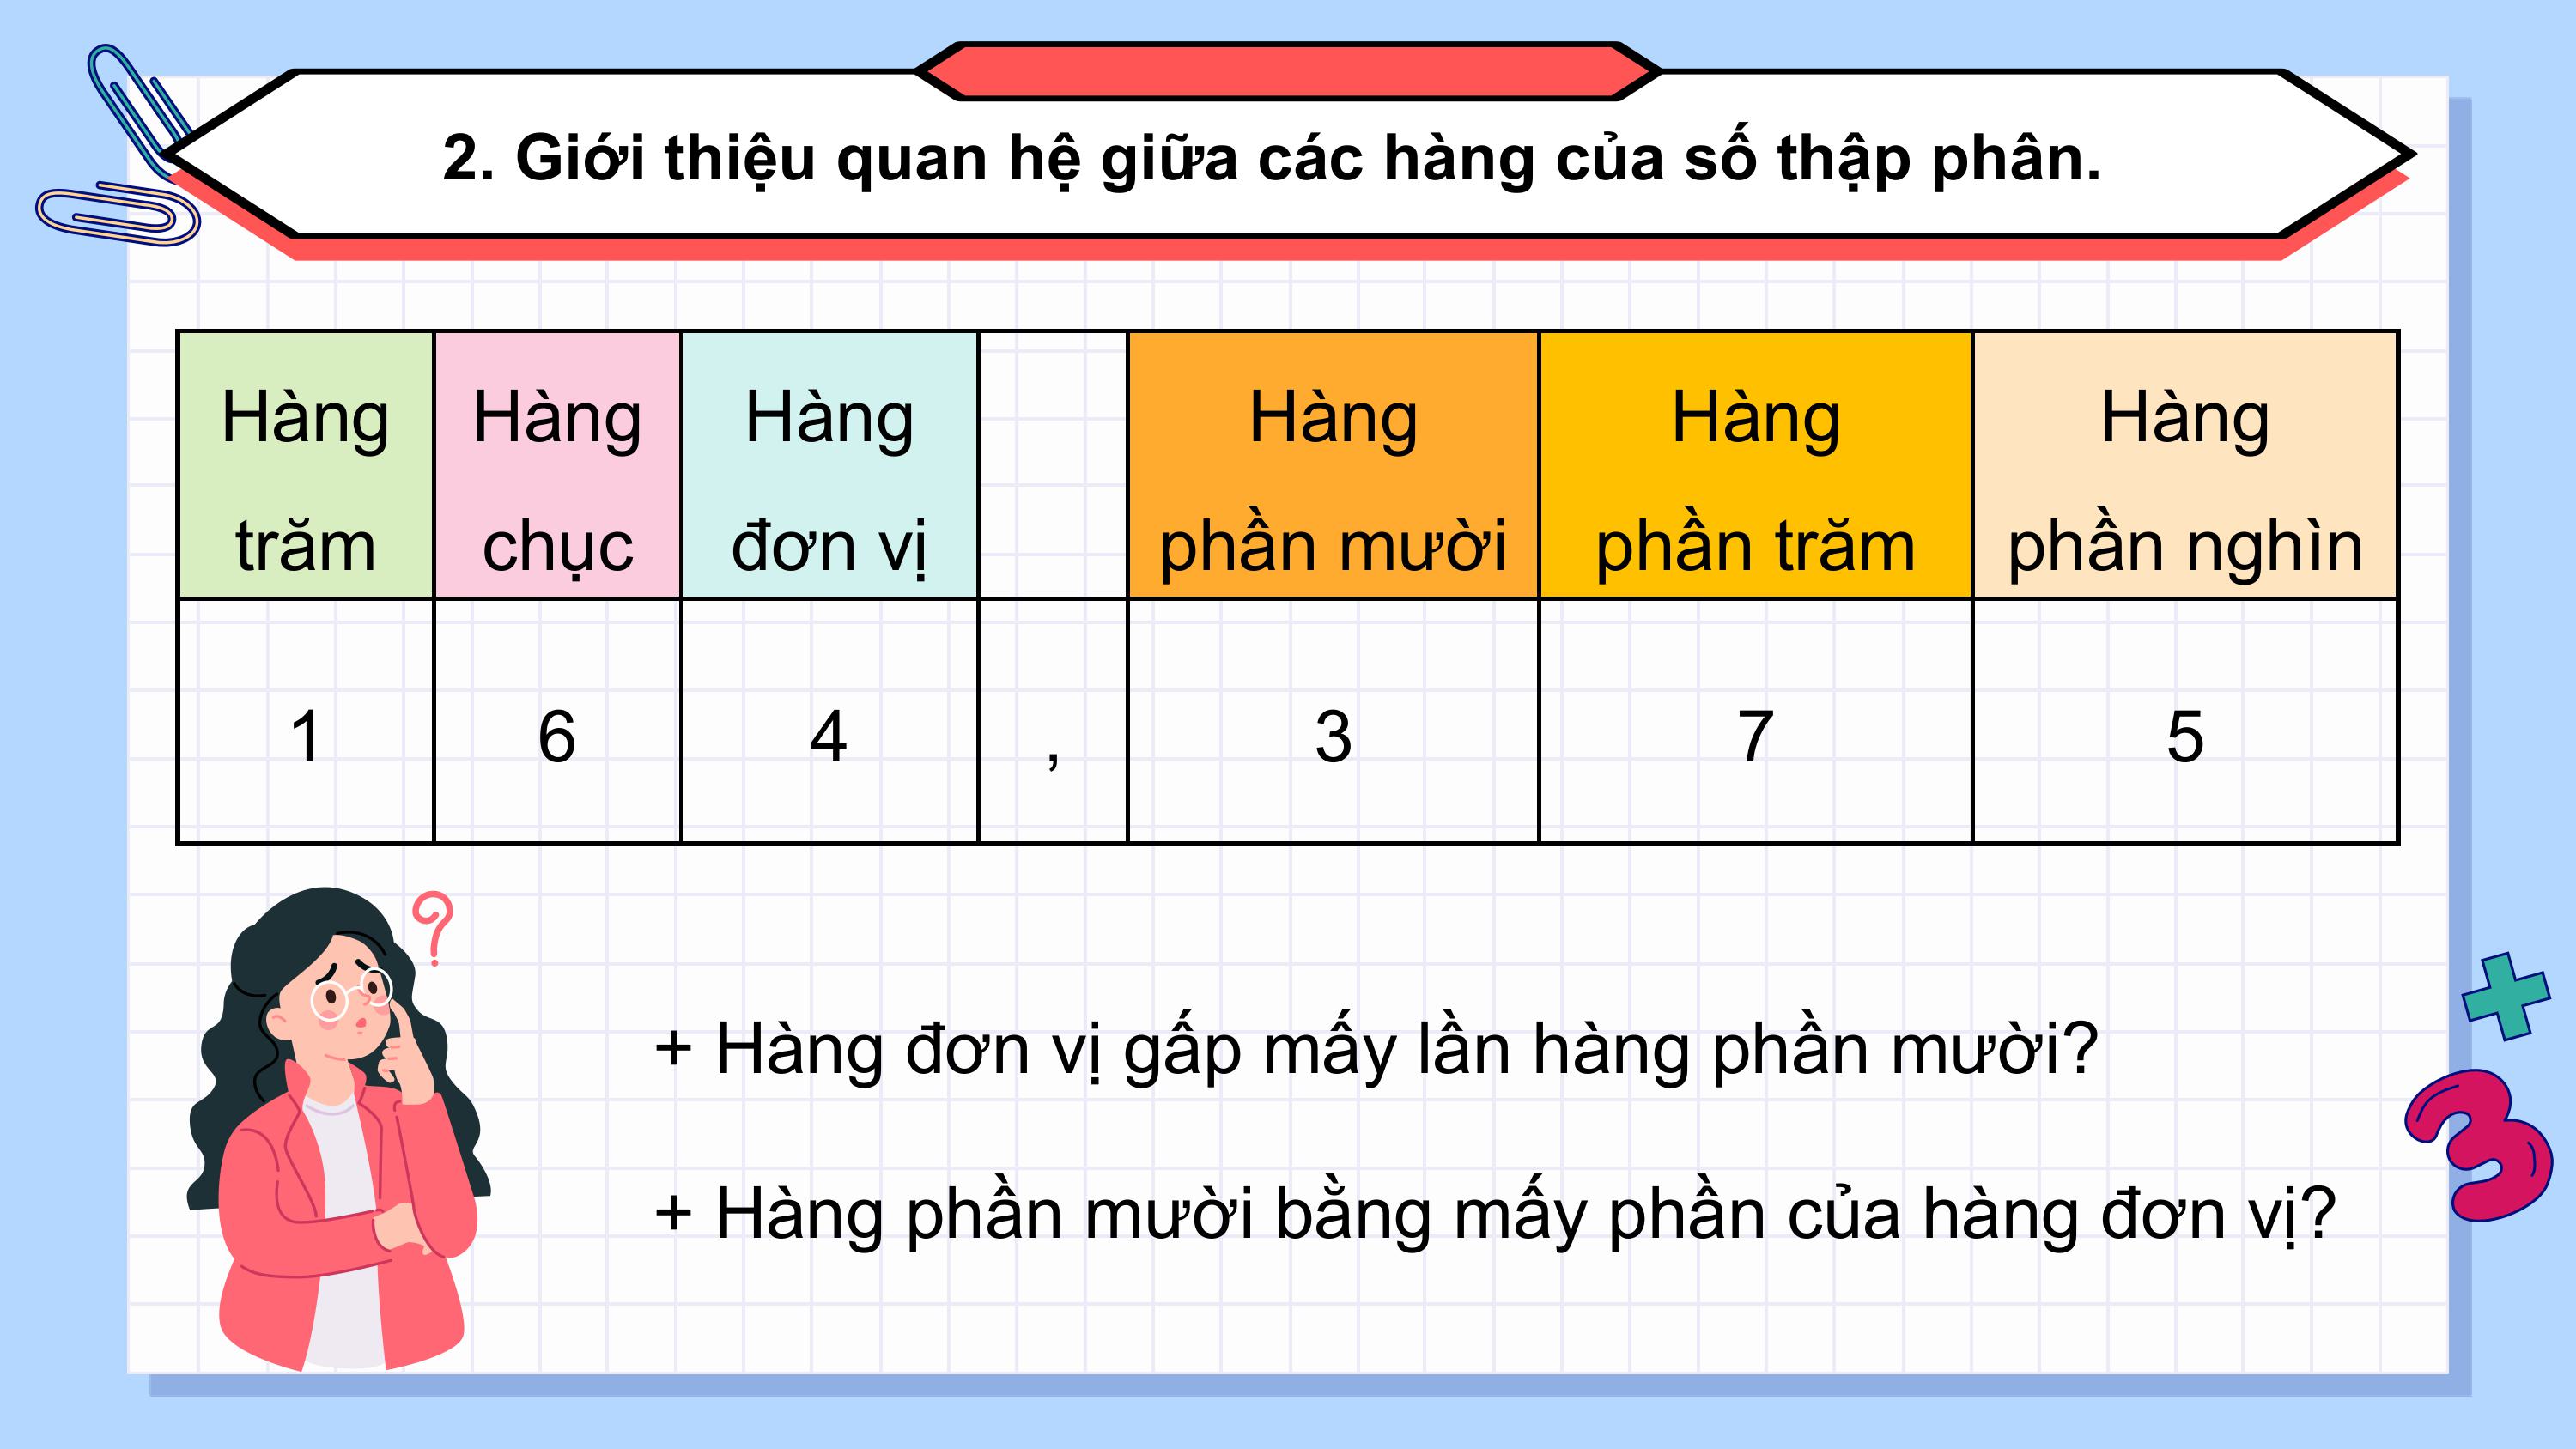 2. Giới thiệu quan hệ giữa các hàng của số thập phân.
Hàng trăm
Hàng chục
Hàng đơn vị
Hàng phần mười
Hàng phần trăm
Hàng phần nghìn
1 6 4 , 3 7 5
?
+ Hàng đơn vị gấp mấy lần hàng phần mười?
+ Hàng phần mười bằng mấy phần của hàng đơn vị?
+
3